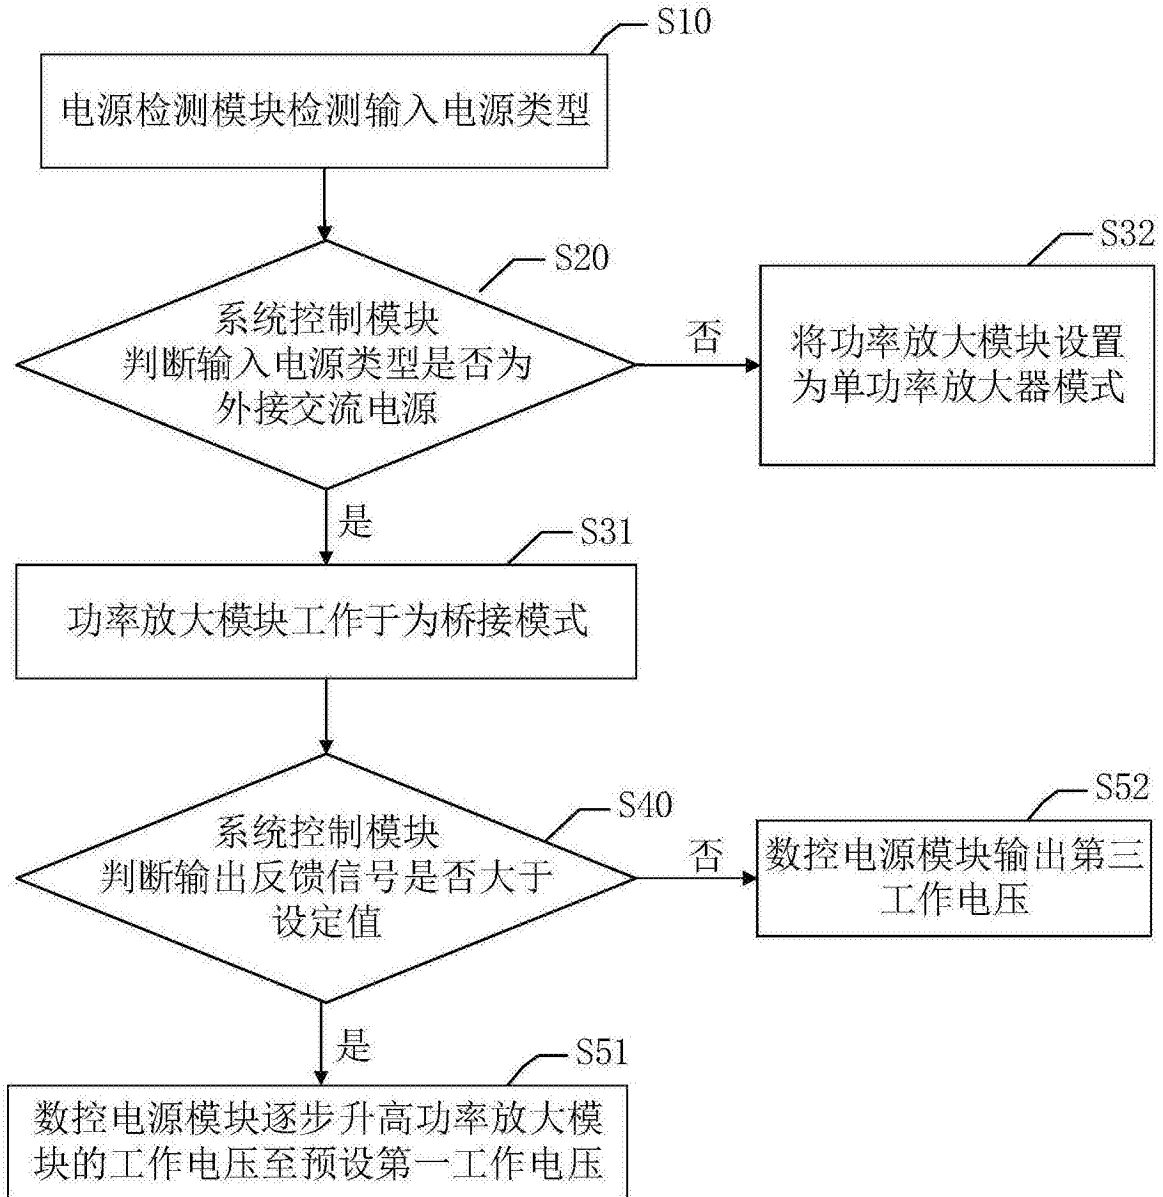 S10
电源检测模块检测输入电源类型
S20
系统控制模块
判断输入电源类型是否为
外接交流电源
否
S32
将功率放大模块设置
为单功率放大器模式
是
S31
功率放大模块工作于为桥接模式
S40
系统控制模块
判断输出反馈信号是否大于
设定值
否
S52
数控电源模块输出第三
工作电压
是
S51
数控电源模块逐步升高功率放大模
块的工作电压至预设第一工作电压